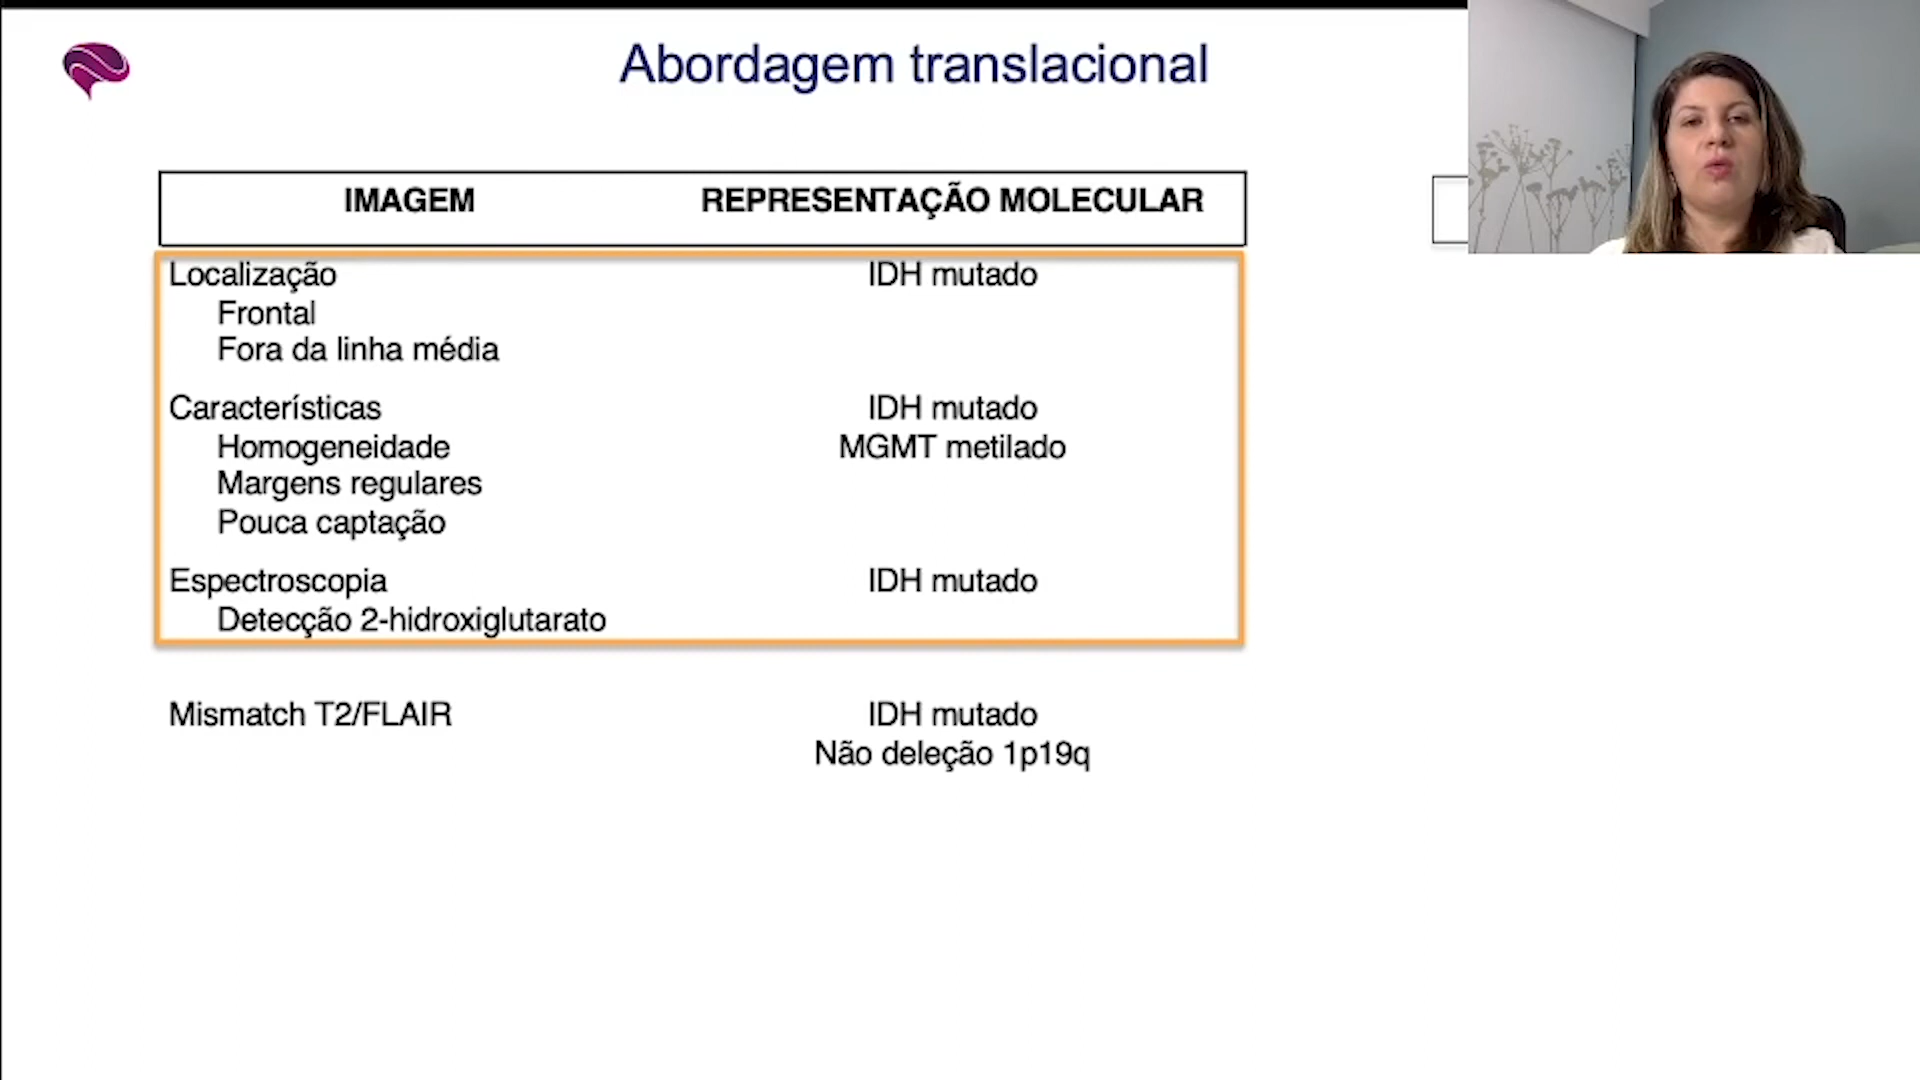 Abordagem translacional
IMAGEM REPRESENTAÇÃO MOLECULAR
Localização IDH mutado
Frontal
Fora da linha média
Características IDH mutado
Homogeneidade MGMT metilado
Margens regulares
Pouca captação
Espectroscopia IDH mutado
Detecção 2-hidroxiglutarato
Mismatch T2/FLAIR IDH mutado
Não deleção 1p19q